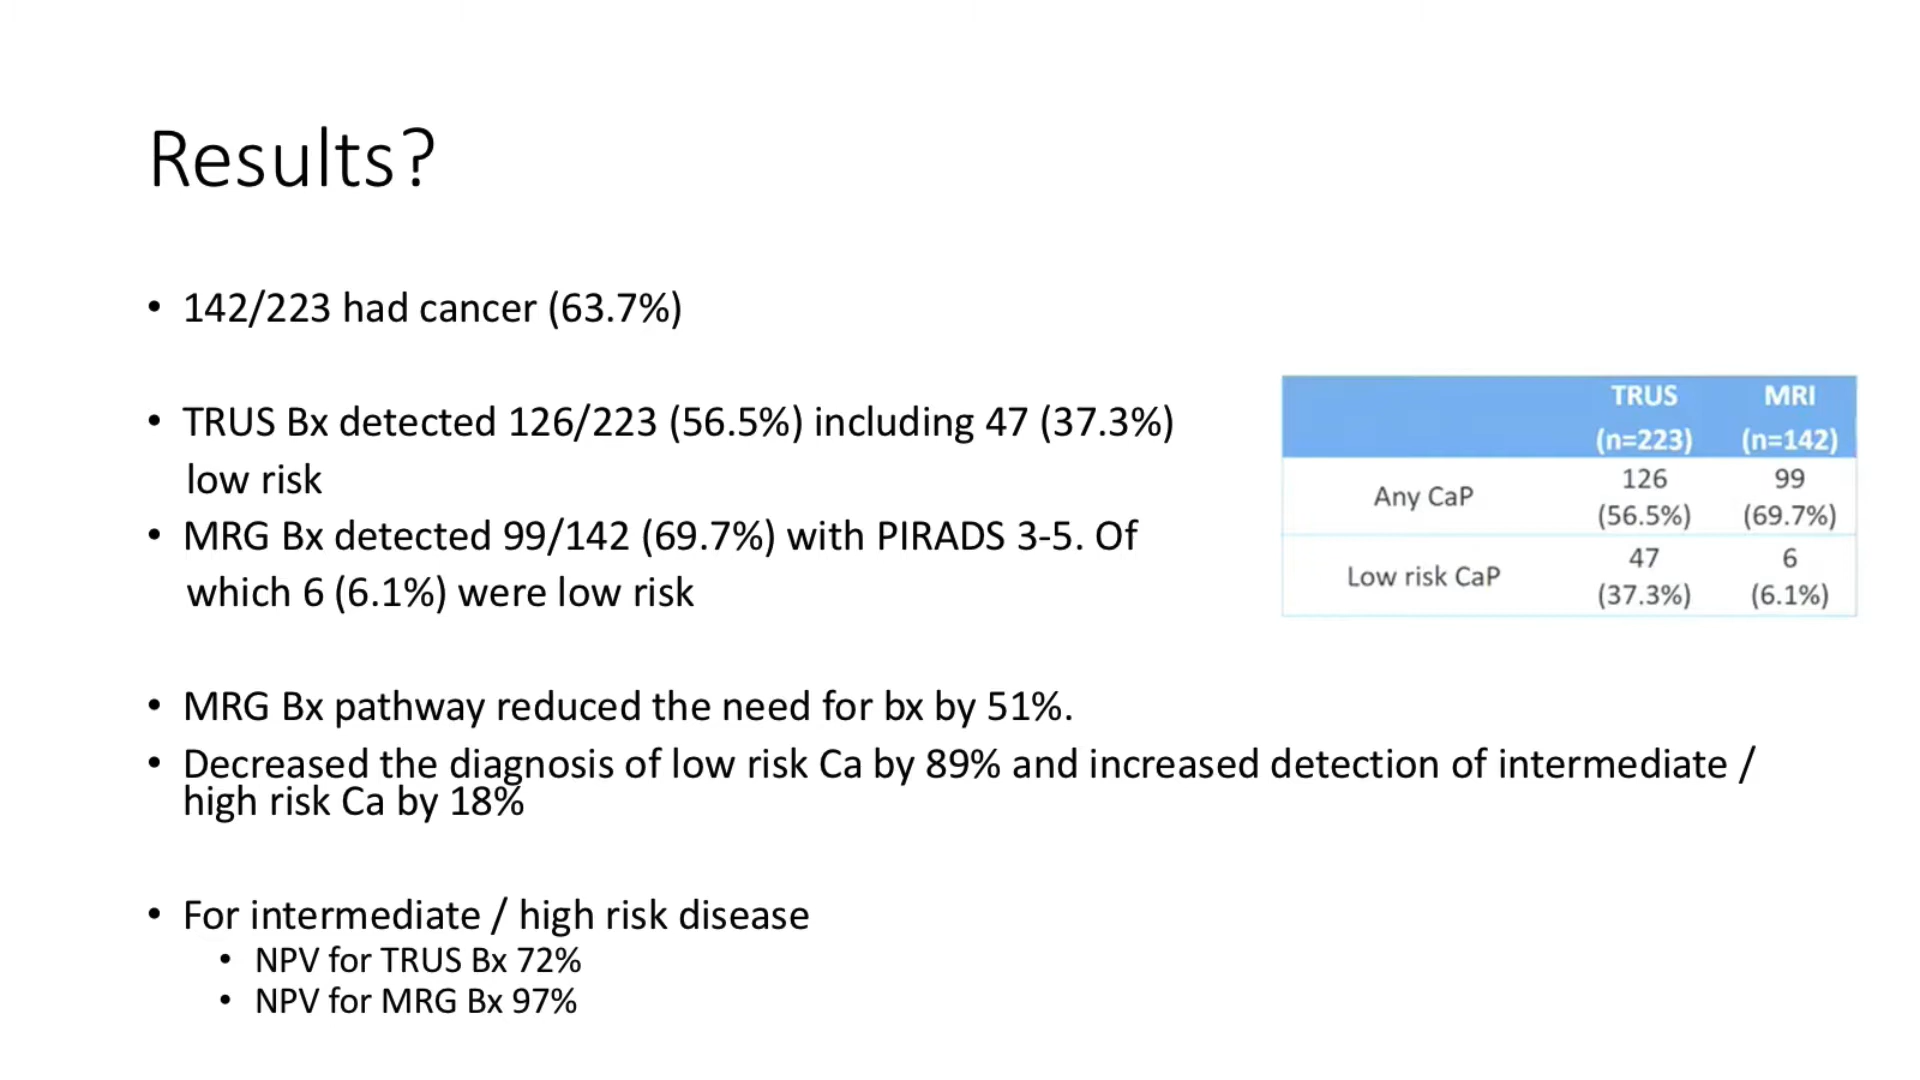 Results?
• 142/223 had cancer (63.7%)
• TRUS Bx detected 126/223 (56.5%) including 47 (37.3%)
low risk
• MRG Bx detected 99/142 (69.7%) with PIRADS 3-5. Of
which 6 (6.1%) were low risk
TRUS MRI
(n=223) (n=142)
Any CaP 126 99
(56.5%) (69.7%)
Low risk CaP 47 6
(37.3%) (6.1%)
• MRG Bx pathway reduced the need for bx by 51%.
• Decreased the diagnosis of low risk Ca by 89% and increased detection of intermediate /
high risk Ca by 18%
• For intermediate / high risk disease
• NPV for TRUS Bx 72%
• NPV for MRG Bx 97%